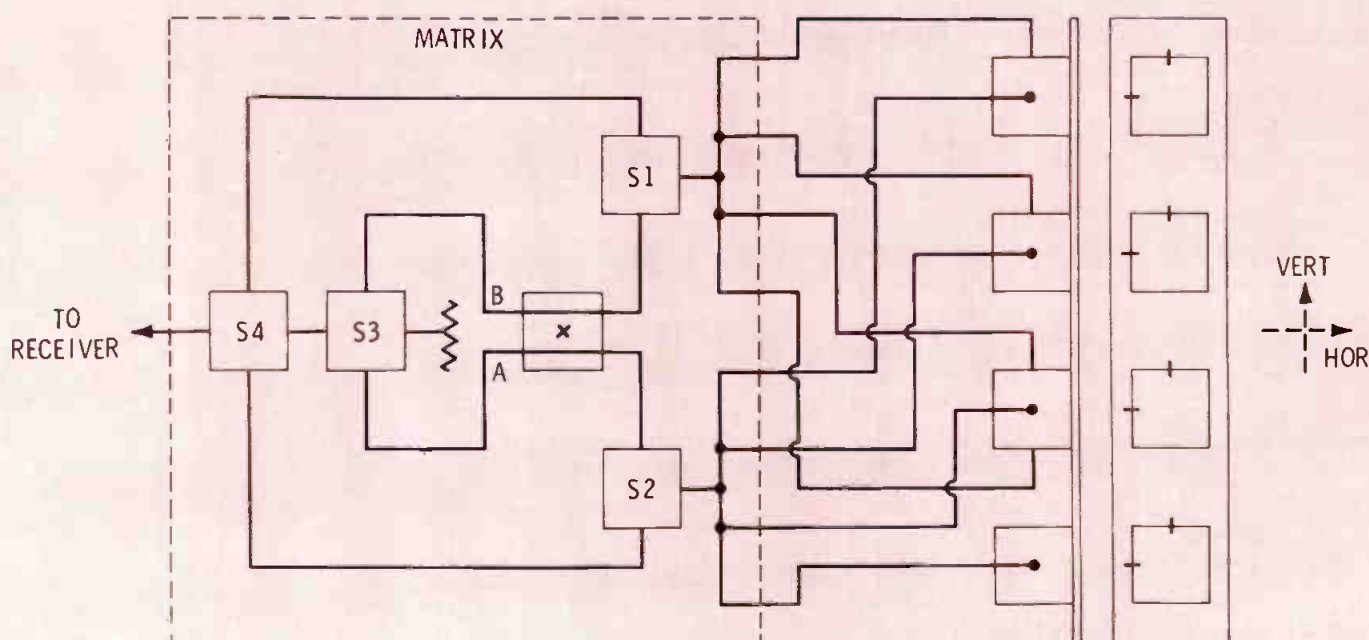 MATRIX
S1
B
VERT
TO
RECEIVER
S4
S3
x
HOR
A
S2